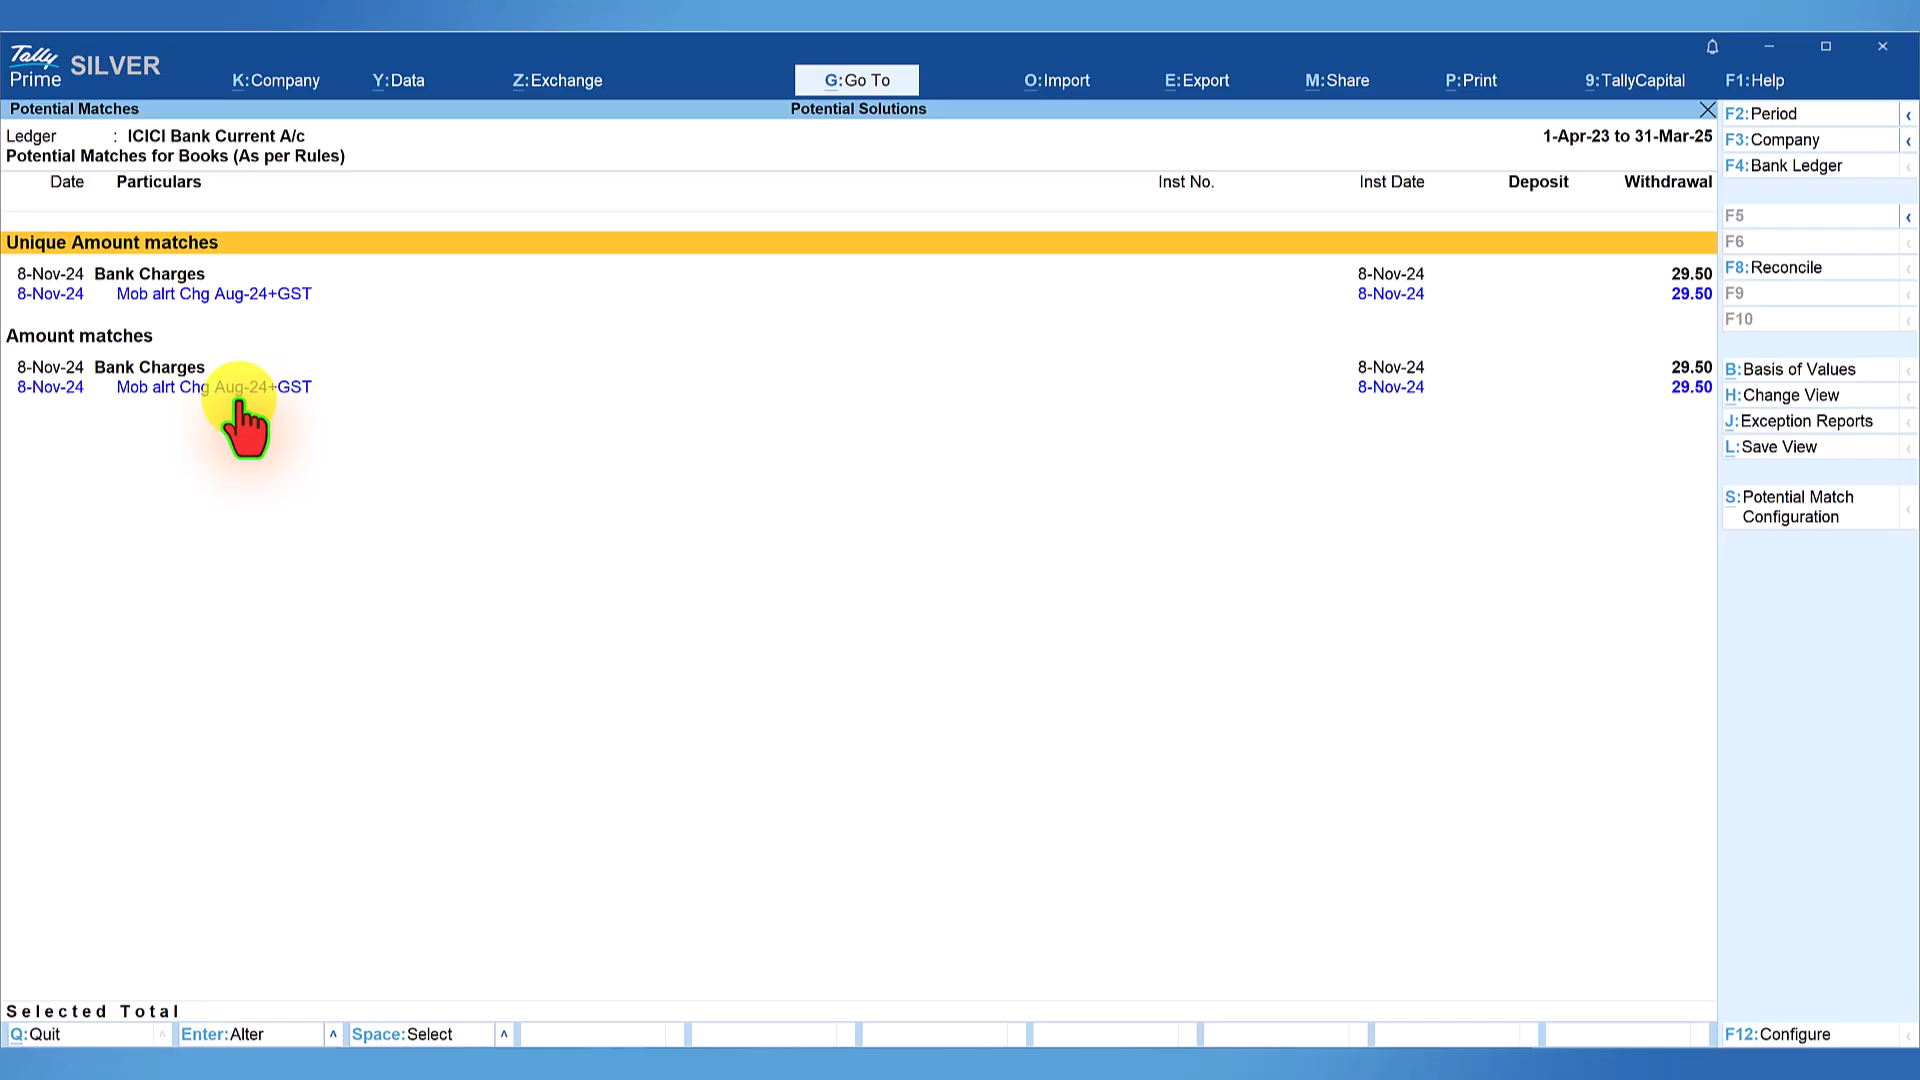 Tally
Prime SILVER
K:Company Y:Data Z:Exchange G:Go To O:Import E:Export M:Share P:Print 9:TallyCapital F1:Help
Potential Matches Potential Solutions
Ledger : ICICI Bank Current A/c 1-Apr-23 to 31-Mar-25
Potential Matches for Books (As per Rules)
Date Particulars Inst No. Inst Date Deposit Withdrawal
Unique Amount matches
8-Nov-24 Bank Charges 8-Nov-24 29.50
8-Nov-24 Mob alrt Chg Aug-24+GST 8-Nov-24 29.50
Amount matches
8-Nov-24 Bank Charges 8-Nov-24 29.50
8-Nov-24 Mob alrt Chg Aug-24+GST 8-Nov-24 29.50
Selected Total
Q:Quit Enter:Alter Space:Select
F2:Period
F3:Company
F4:Bank Ledger
F5
F6
F8:Reconcile
F9
F10
B:Basis of Values
H:Change View
J:Exception Reports
L:Save View
S:Potential Match
Configuration
F12:Configure